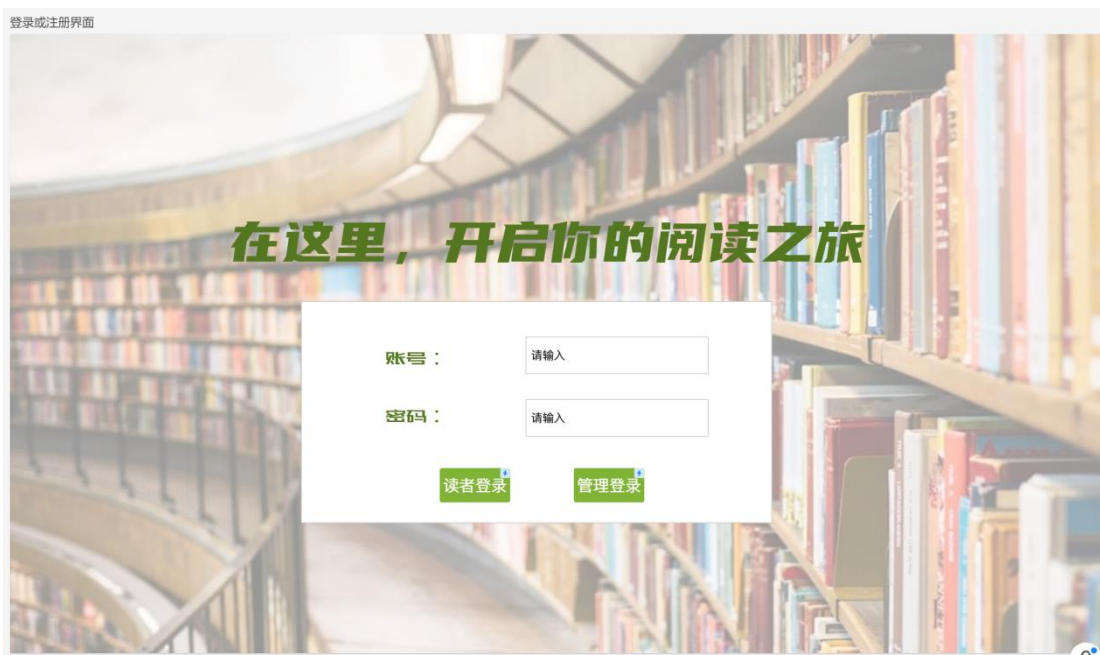 登录或注册界面
在这里，开启你的阅读之旅
账号：
请输入
密码：
请输入
读者登录
管理登录